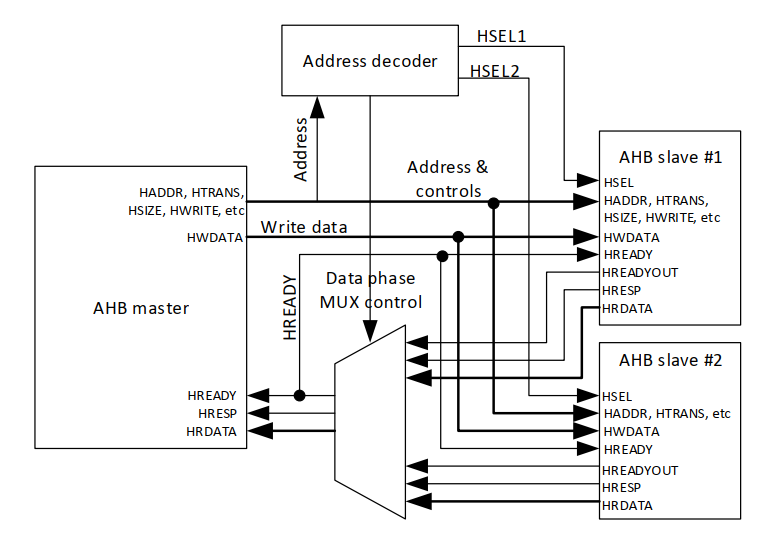 HSEL1
Address decoder
HSEL2
Address
Address &
controls
AHB slave #1
HSEL
HADDR, HTRANS,
HSIZE, HWRITE, etc
HWDATA
HREADY
HREADYOUT
HRESP
HRDATA
HADDR, HTRANS,
HSIZE, HWRITE, etc
HWDATA
Write data
AHB master
HREADY
Data phase
MUX control
HREADY
HRESP
HRDATA
AHB slave #2
HSEL
HADDR, HTRANS, etc
HWDATA
HREADY
HREADYOUT
HRESP
HRDATA